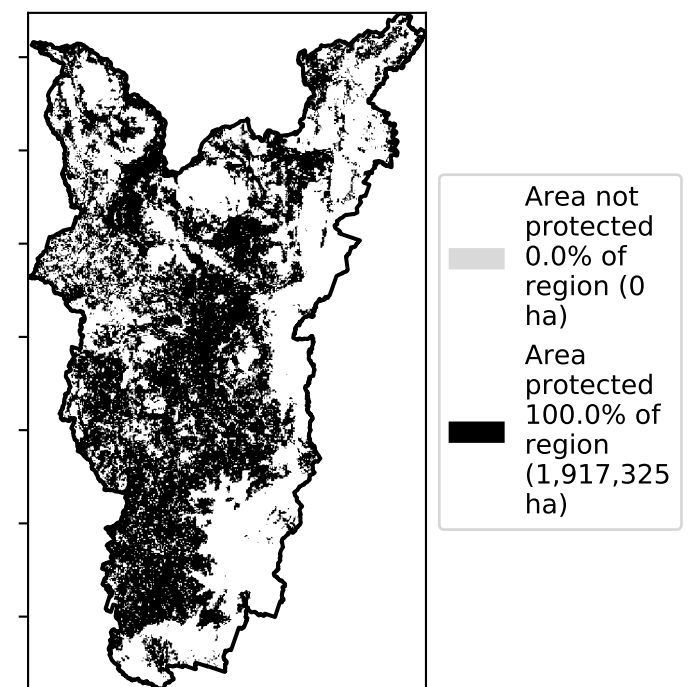 Area not
protected
0.0% of
region (0
ha)
Area
protected
100.0% of
region
(1,917,325
ha)